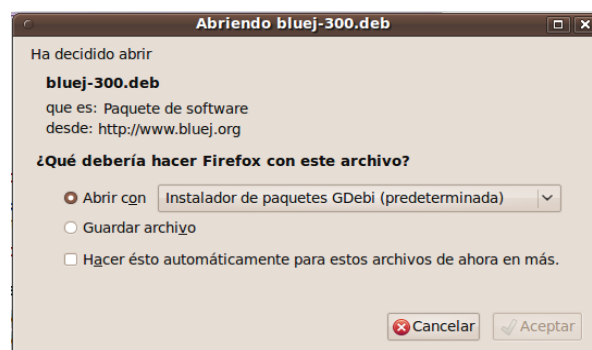 Abriendo bluej-300.deb
Ha decidido abrir
bluej-300.deb
que es: Paquete de software
desde: http://www.bluej.org
¿Qué debería hacer Firefox con este archivo?
Abrir con Instalador de paquetes GDebi (predeterminada)
Guardar archivo
Hacer ésto automáticamente para estos archivos de ahora en más.
Cancelar Aceptar